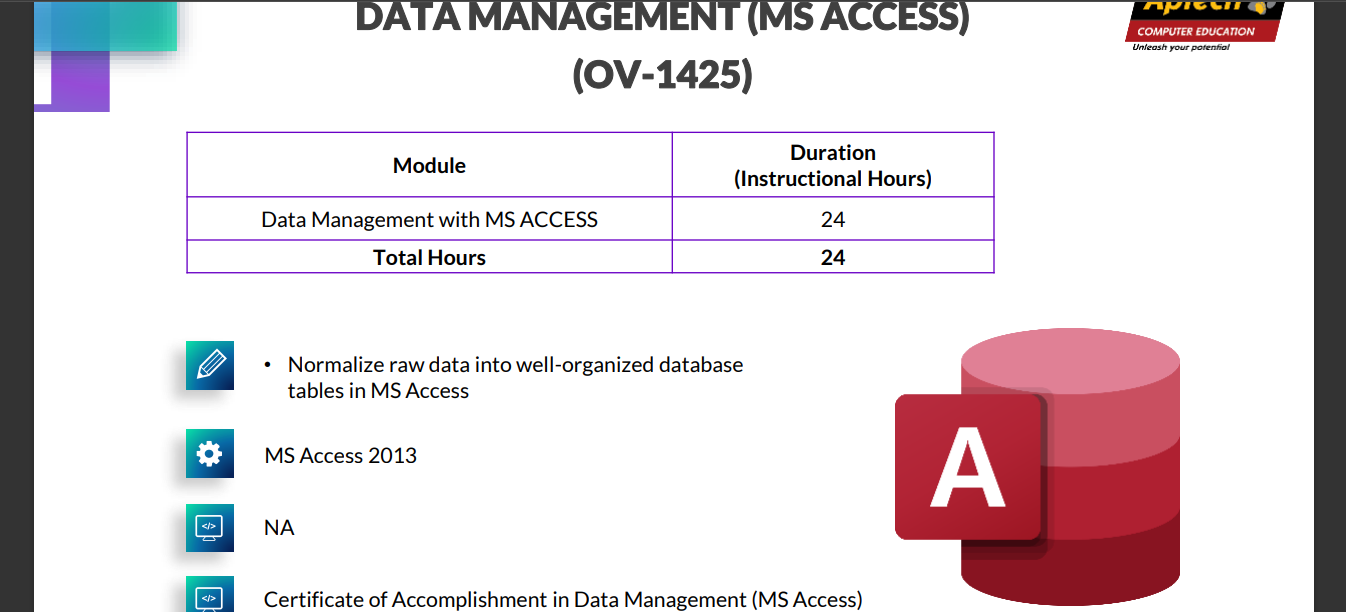 DATA MANAGEMENT (MS ACCESS)
(OV-1425)
Aptech
COMPUTER EDUCATION
Unleash your potential
Module
Duration
(Instructional Hours)
Data Management with MS ACCESS
24
Total Hours
24
• Normalize raw data into well-organized database
tables in MS Access
MS Access 2013
</>
NA
</>
Certificate of Accomplishment in Data Management (MS Access)
A